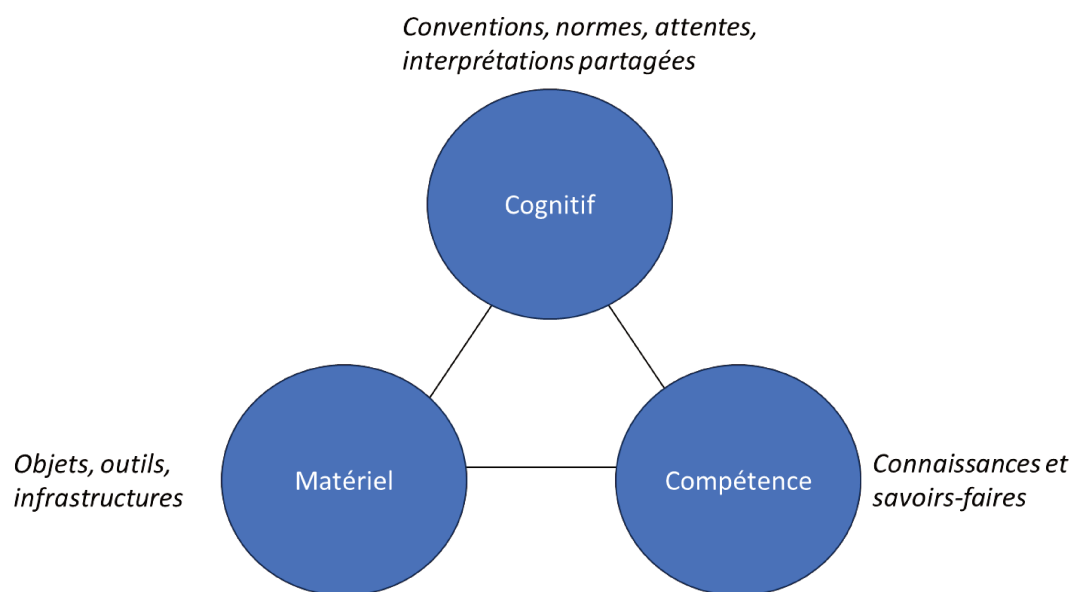 Conventions, normes, attentes,
interprétations partagées
Cognitif
Objets, outils,
infrastructures
Matériel
Compétence
Connaissances et
savoirs-faires